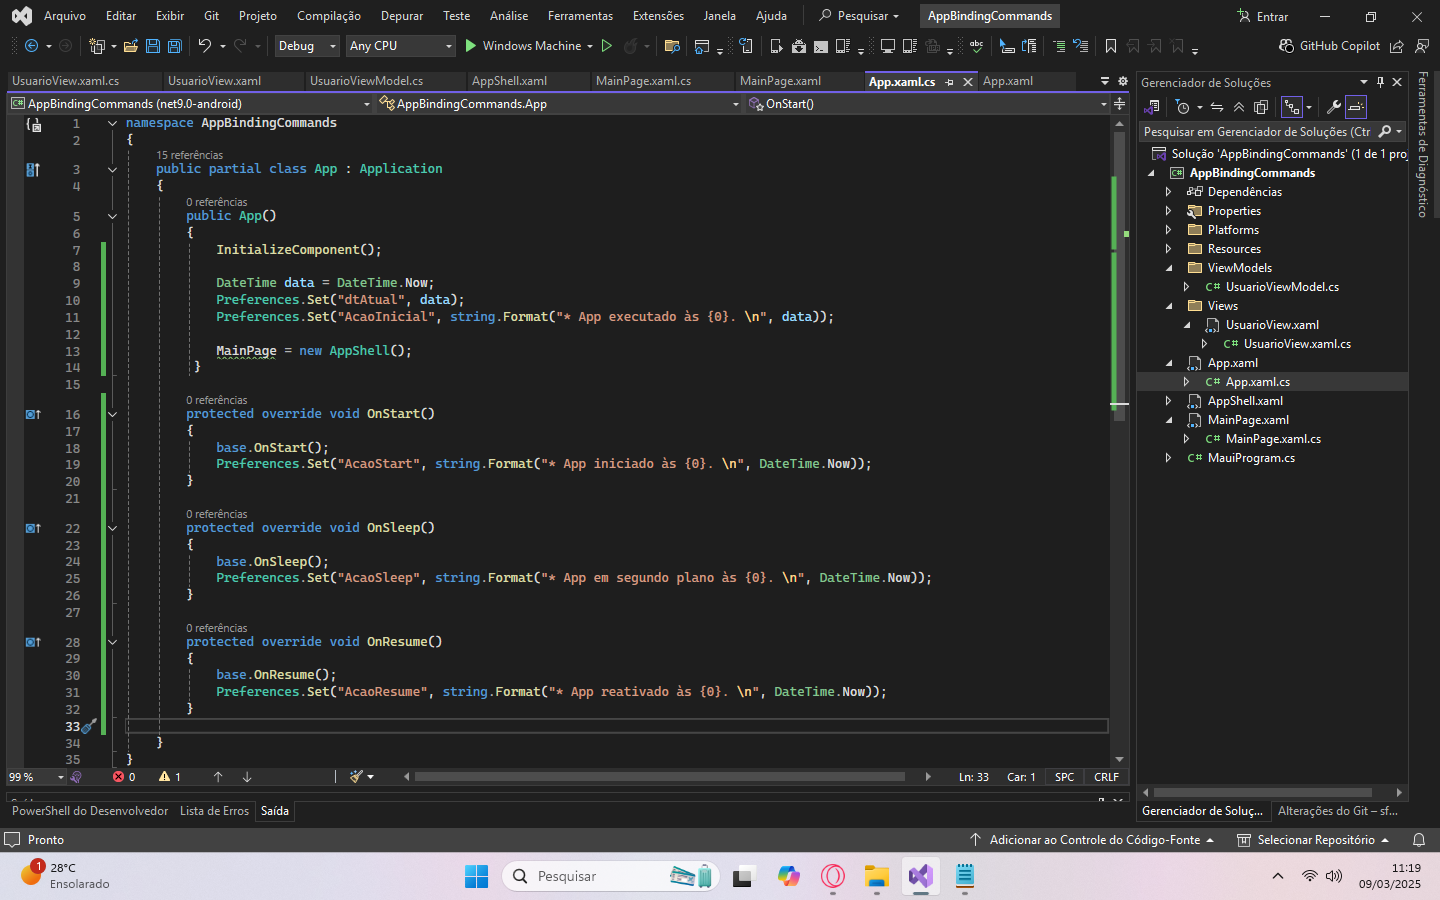 Arquivo Editar Exibir Git Projeto Compilação Depurar Teste Análise Ferramentas Extensões Janela Ajuda Pesquisar AppBindingCommands Entrar
Debug Any CPU Windows Machine GitHub Copilot
UsuarioView.xaml.cs UsuarioView.xaml UsuarioViewModel.cs AppShell.xaml MainPage.xaml.cs MainPage.xaml App.xaml.cs App.xaml
AppBindingCommands (net9.0-android) AppBindingCommands.App OnStart()
1 namespace AppBindingCommands
2 {
15 referências
3 public partial class App : Application
4 {
0 referências
5 public App()
6 {
7 InitializeComponent();
8
9 DateTime data = DateTime.Now;
10 Preferences.Set("dtAtual", data);
11 Preferences.Set("AcaoInicial", string.Format("* App executado às {0}. \n", data));
12
13 MainPage = new AppShell();
14 }
15
0 referências
16 protected override void OnStart()
17 {
18 base.OnStart();
19 Preferences.Set("AcaoStart", string.Format("* App iniciado às {0}. \n", DateTime.Now));
20 }
21
0 referências
22 protected override void OnSleep()
23 {
24 base.OnSleep();
25 Preferences.Set("AcaoSleep", string.Format("* App em segundo plano às {0}. \n", DateTime.Now));
26 }
27
0 referências
28 protected override void OnResume()
29 {
30 base.OnResume();
31 Preferences.Set("AcaoResume", string.Format("* App reativado às {0}. \n", DateTime.Now));
32 }
33
34 }
35 }
99 % 0 1 Ln: 33 Car: 1 SPC CRLF
PowerShell do Desenvolvedor Lista de Erros Saída
Gerenciador de Soluções
Pesquisar em Gerenciador de Soluções (Ctr
Solução 'AppBindingCommands' (1 de 1 proj
AppBindingCommands
Dependências
Properties
Platforms
Resources
ViewModels
C# UsuarioViewModel.cs
Views
UsuarioView.xaml
C# UsuarioView.xaml.cs
App.xaml
C# App.xaml.cs
AppShell.xaml
MainPage.xaml
C# MainPage.xaml.cs
C# MauiProgram.cs
Gerenciador de Soluç... Alterações do Git – sf...
Ferramentas de Diagnóstico
Pronto Adicionar ao Controle do Código-Fonte Selecionar Repositório
1
28°C
Ensolarado
Pesquisar
11:19
09/03/2025